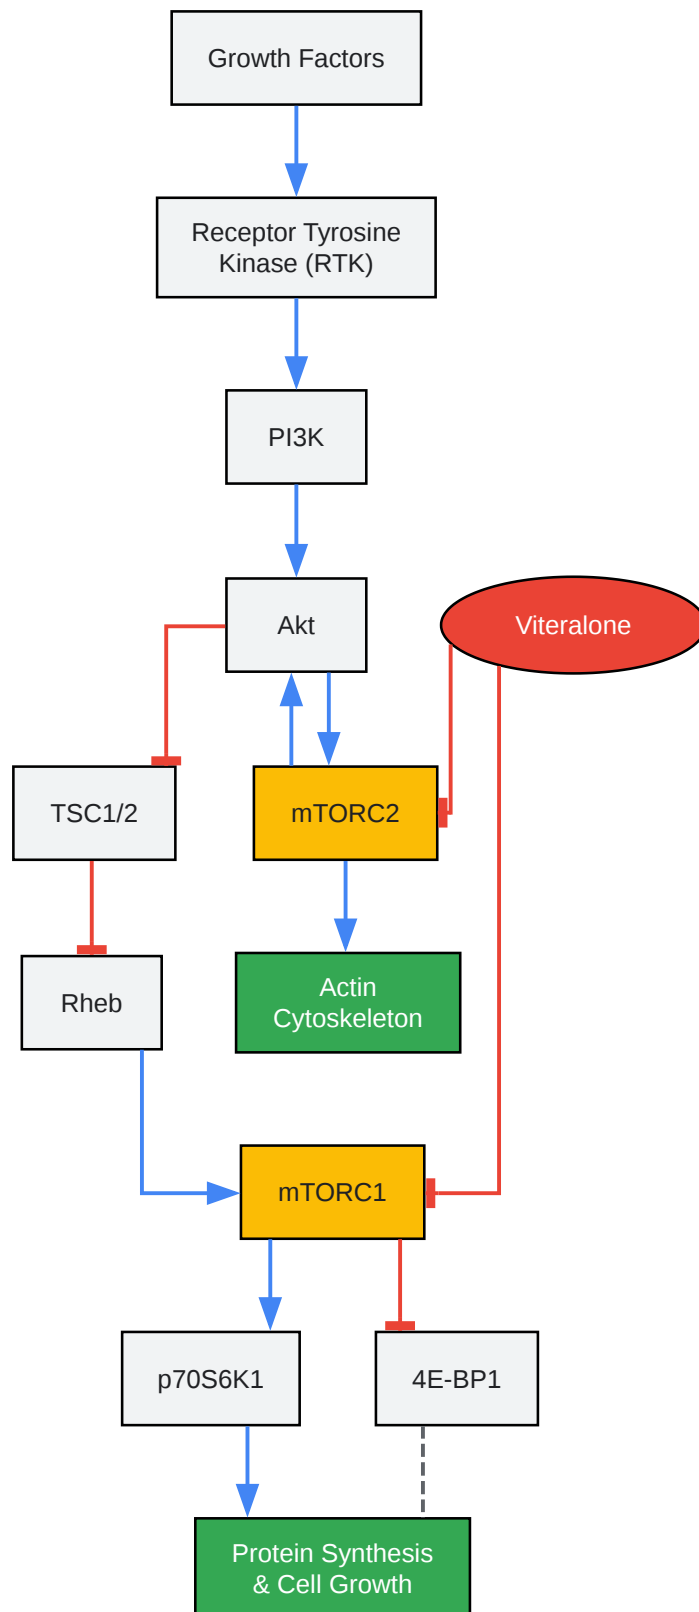 Growth Factors
Receptor Tyrosine
Kinase (RTK)
PI3K
Akt
Viteralone
TSC1/2
mTORC2
Rheb
Actin
Cytoskeleton
mTORC1
p70S6K1
4E-BP1
Protein Synthesis
& Cell Growth